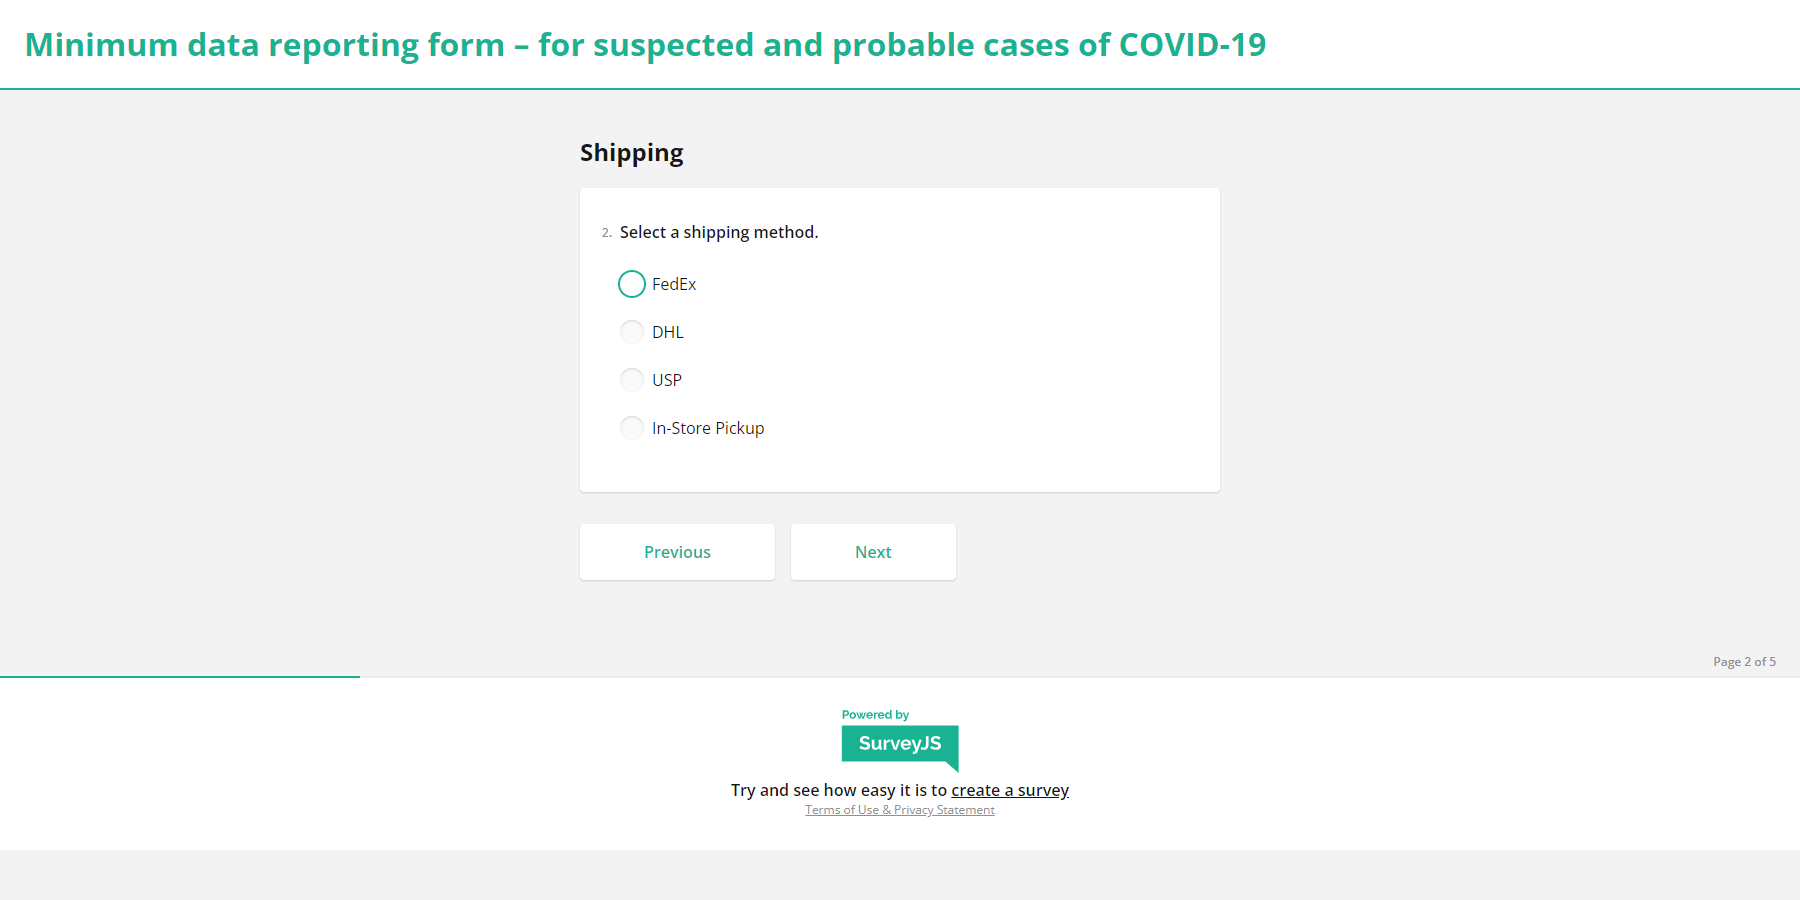 Minimum data reporting form – for suspected and probable cases of COVID-19
Shipping
2. Select a shipping method.
FedEx
DHL
USP
In-Store Pickup
Previous
Next
Page 2 of 5
Powered by
SurveyJS
Try and see how easy it is to create a survey
Terms of Use & Privacy Statement